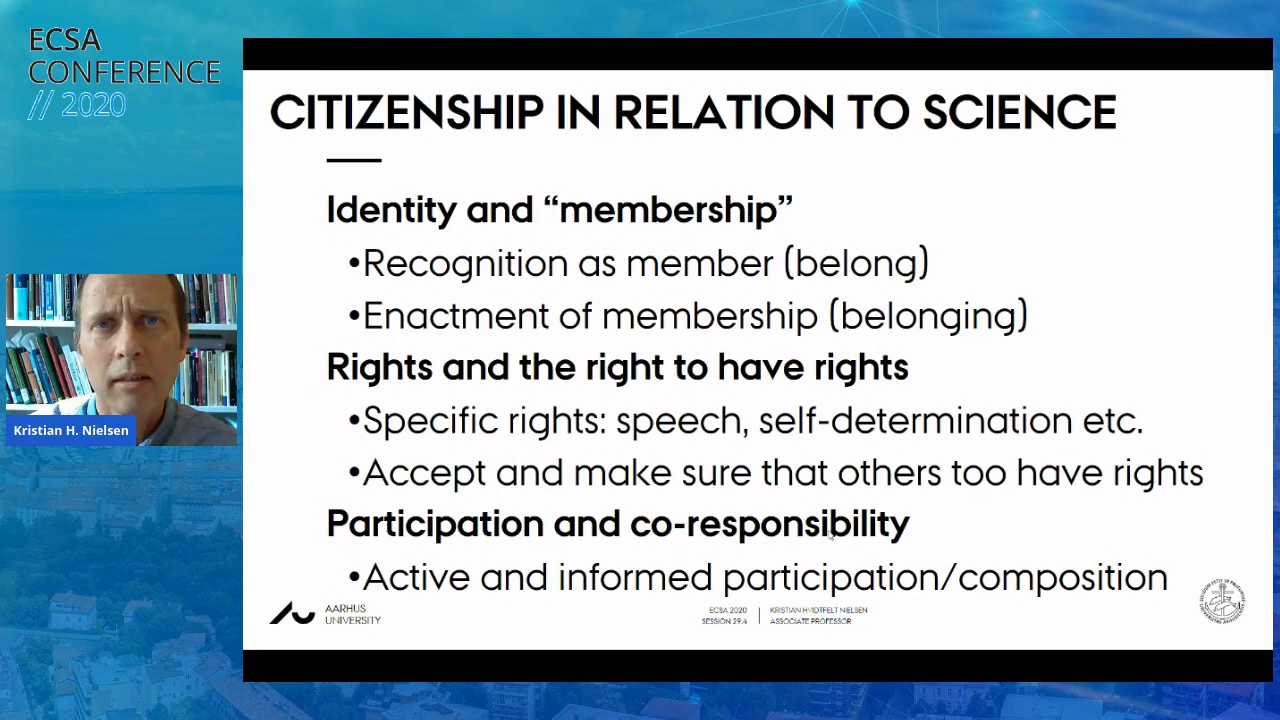 ECSA
CONFERENCE
// 2020
CITIZENSHIP IN RELATION TO SCIENCE
Identity and “membership”
•Recognition as member (belong)
•Enactment of membership (belonging)
Rights and the right to have rights
•Specific rights: speech, self-determination etc.
•Accept and make sure that others too have rights
Participation and co-responsibility
•Active and informed participation/composition
Kristian H. Nielsen
AARHUS
UNIVERSITY
ECSA 2020
SESSION 29.4
KRISTIAN HVIDTFELT NIELSEN
ASSOCIATE PROFESSOR